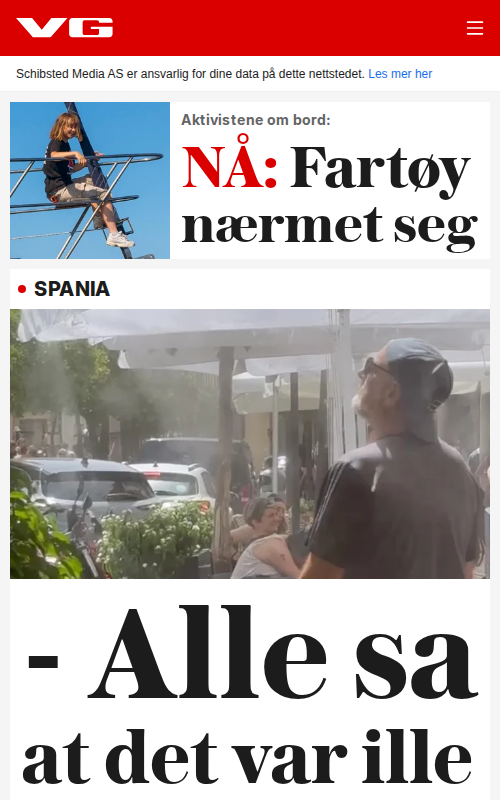 VG
Schibsted Media AS er ansvarlig for dine data på dette nettstedet. Les mer her
Aktivistene om bord:
NÅ: Fartøy
nærmet seg
SPANIA
- Alle sa
at det var ille